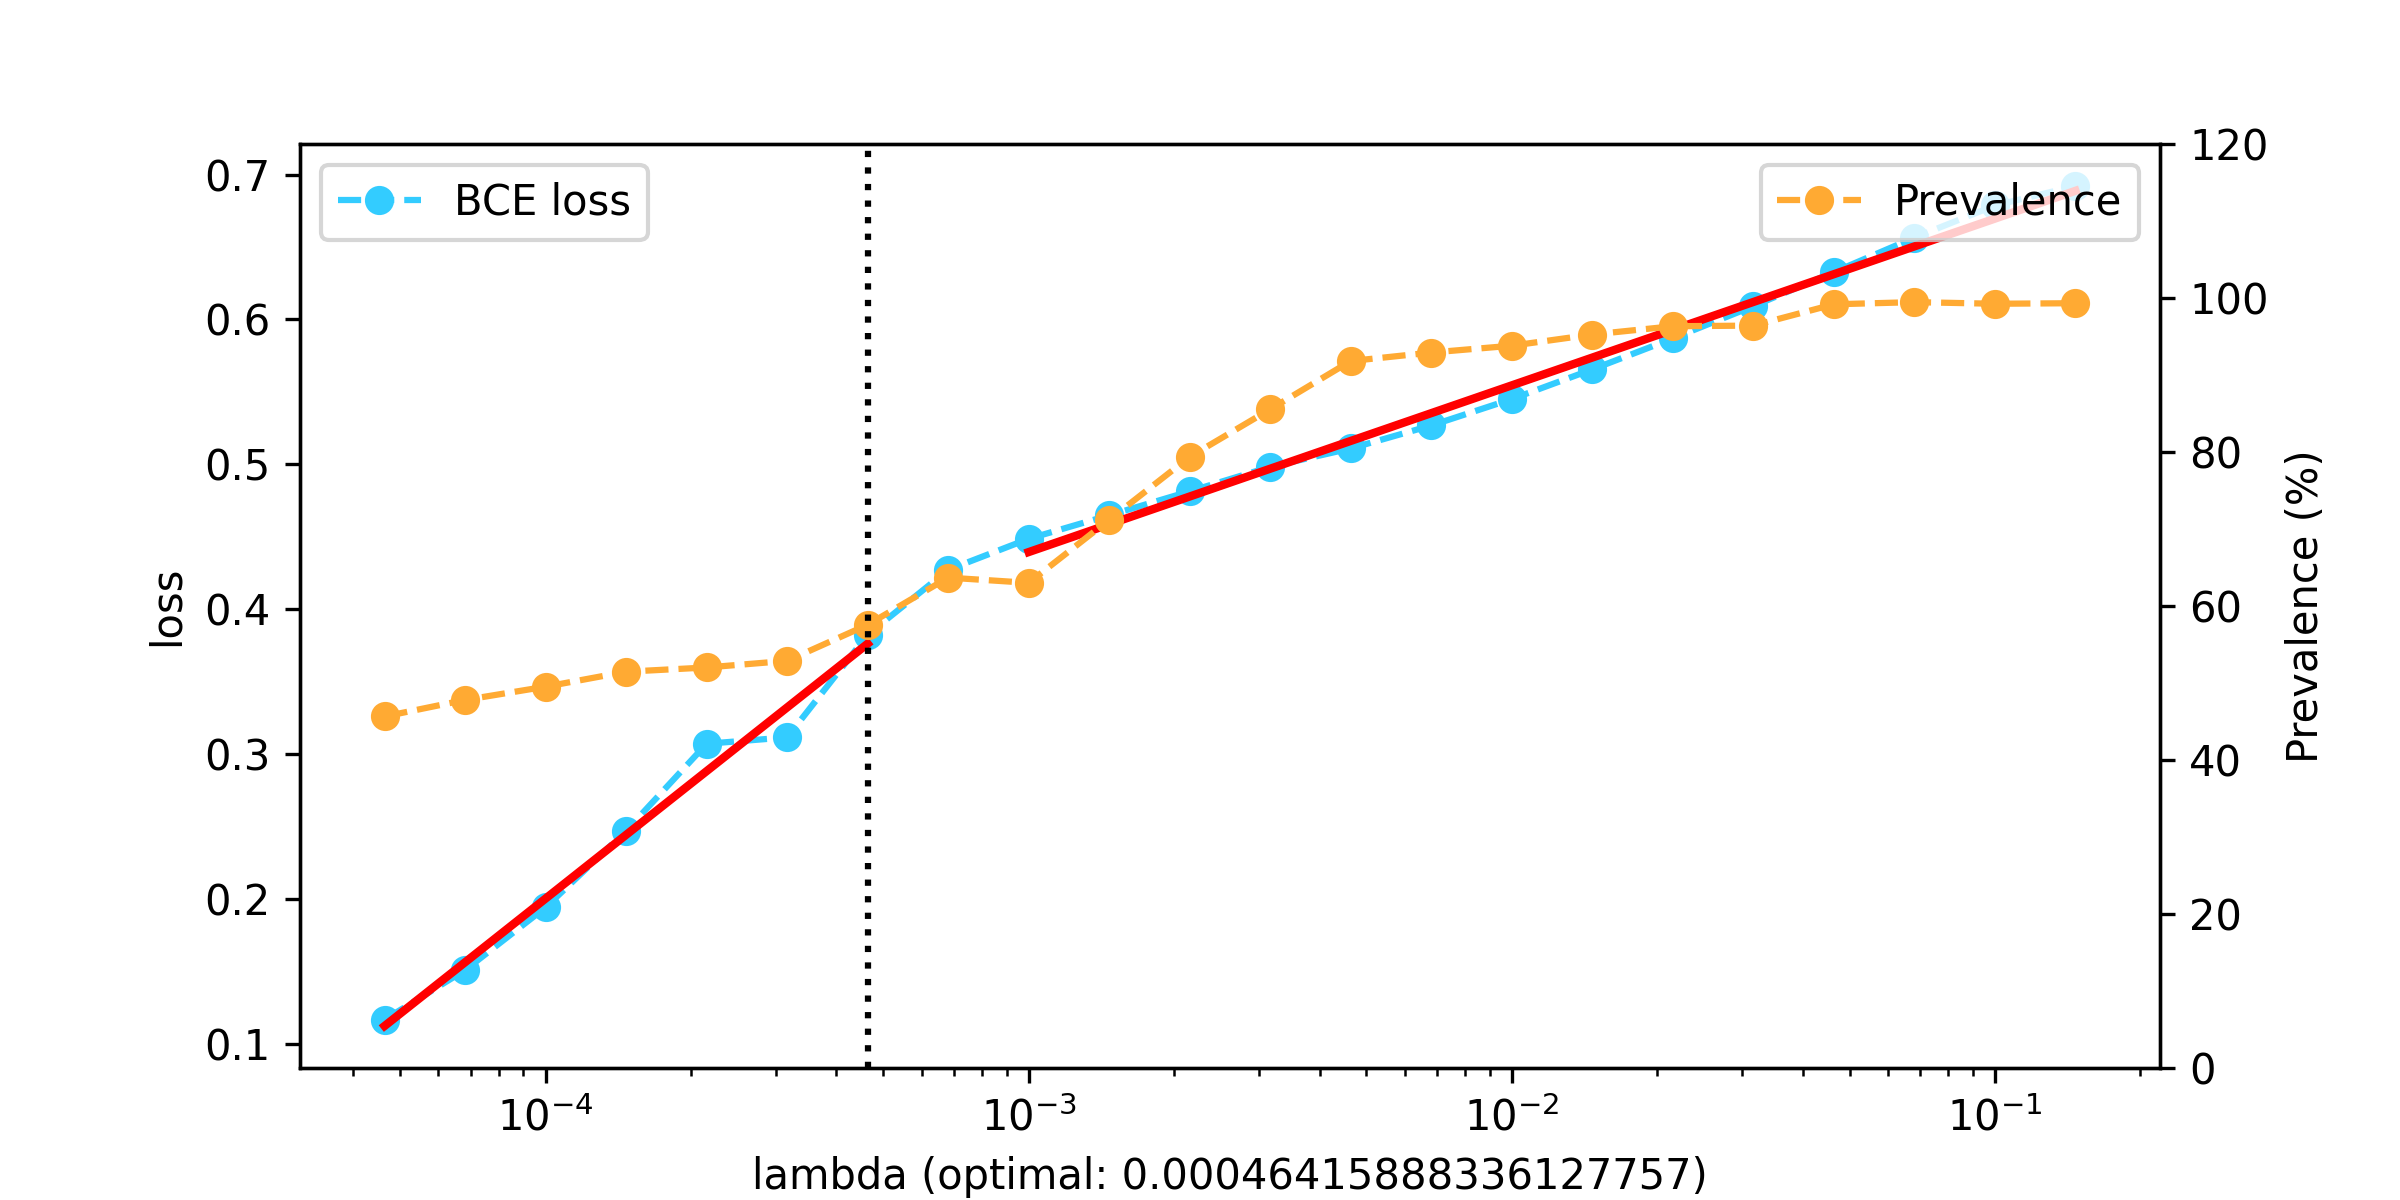 BCE loss
Prevalence
0.7
0.6
0.5
0.4
0.3
0.2
0.1
loss
120
100
80
60
40
20
0
Prevalence (%)
10⁻⁴ 10⁻³ 10⁻² 10⁻¹
lambda (optimal: 0.00046415888336127757)